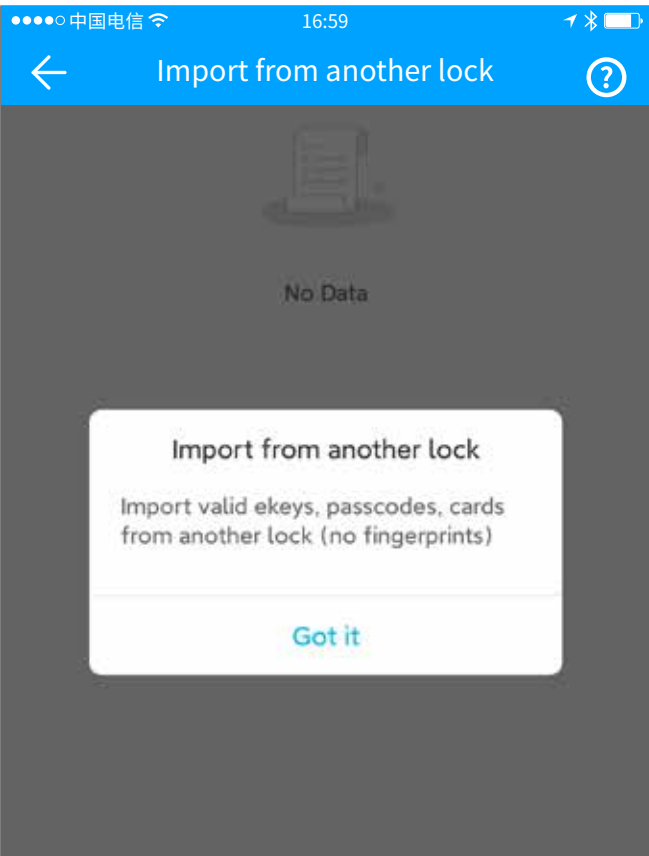 中国电信 16:59
Import from another lock ?
No Data
Import from another lock
Import valid ekeys, passcodes, cards
from another lock (no fingerprints)
Got it